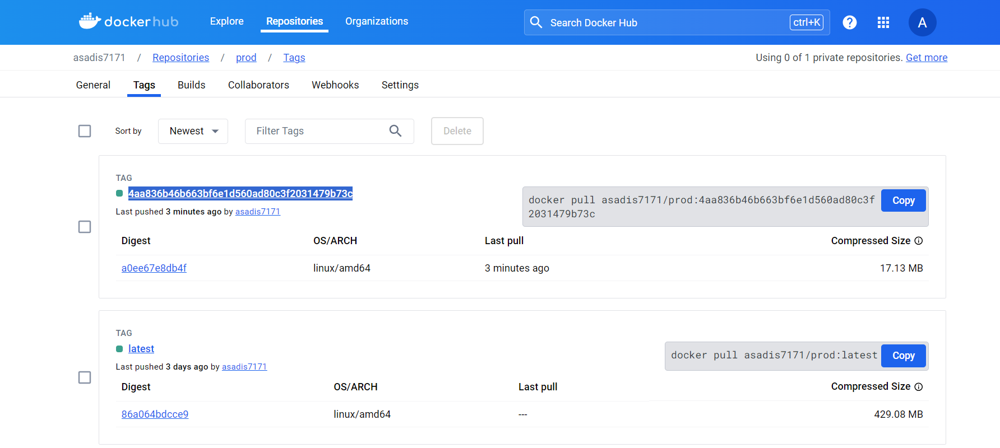 dockerhub Explore Repositories Organizations Search Docker Hub ctrl+K ? A
asadis7171 / Repositories / prod / Tags Using 0 of 1 private repositories. Get more
General Tags Builds Collaborators Webhooks Settings
Sort by Newest Filter Tags Delete
TAG
4aa836b46b663bf6e1d560ad80c3f2031479b73c
Last pushed 3 minutes ago by asadis7171
docker pull asadis7171/prod:4aa836b46b663bf6e1d560ad80c3f
2031479b73c
Copy
Digest OS/ARCH Last pull Compressed Size
a0ee67e8db4f linux/amd64 3 minutes ago 17.13 MB
TAG
latest
Last pushed 3 days ago by asadis7171
docker pull asadis7171/prod:latest
Copy
Digest OS/ARCH Last pull Compressed Size
86a064bdcce9 linux/amd64 --- 429.08 MB